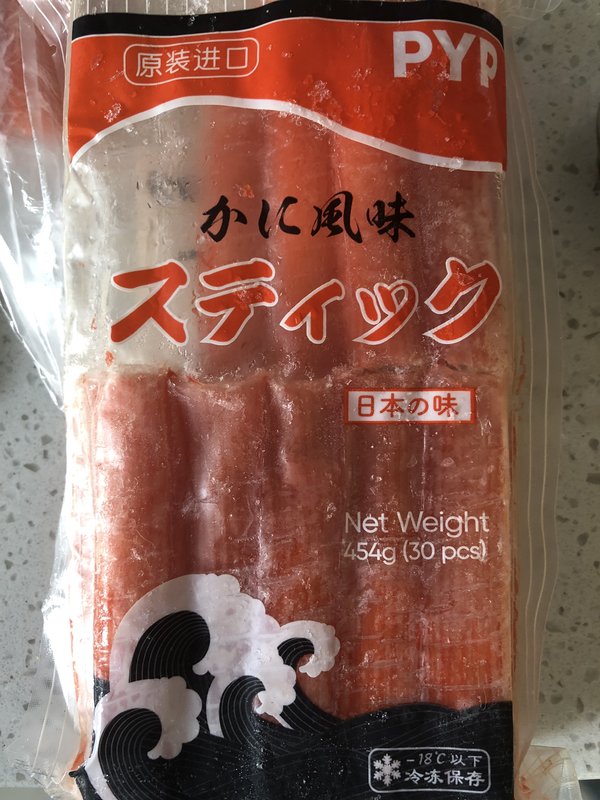 原装进口
PYP
かに風味
スティック
日本の味
Net Weight
454g (30 pcs)
-18℃以下
冷冻保存